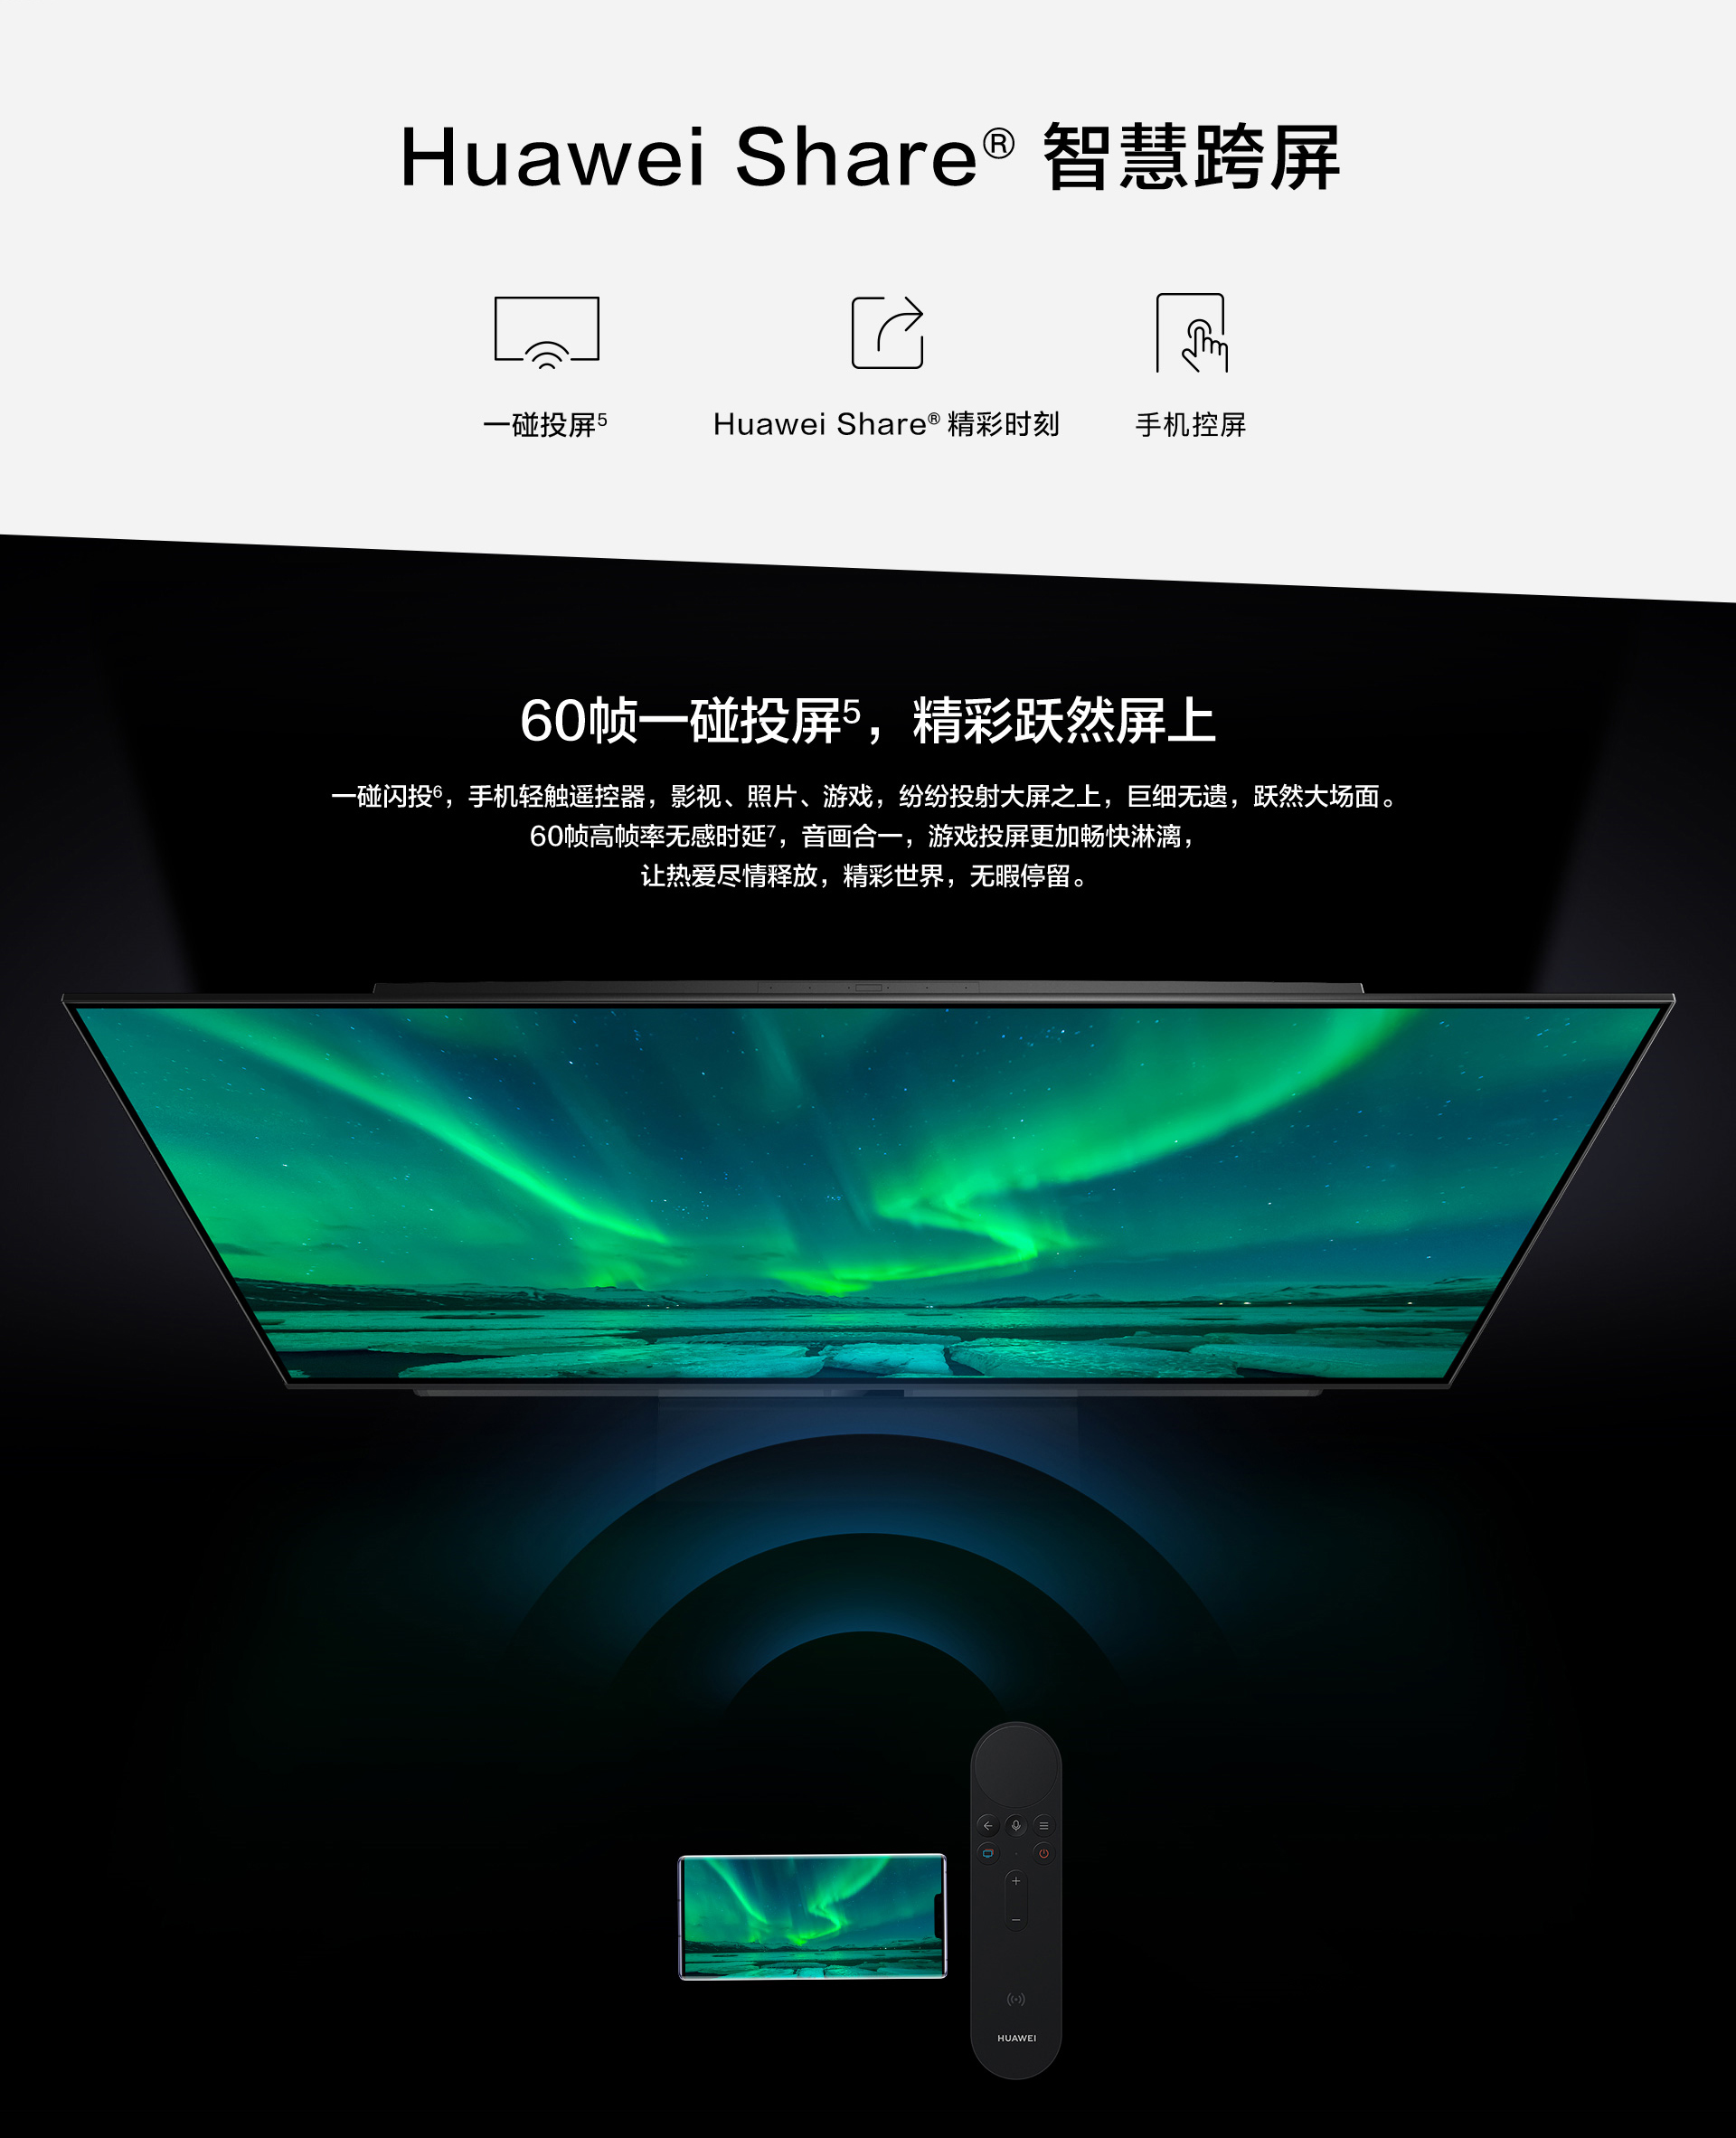 Huawei Share® 智慧跨屏
一碰投屏⁵
Huawei Share® 精彩时刻
手机控屏
60帧一碰投屏⁵，精彩跃然屏上
一碰闪投⁶，手机轻触遥控器，影视、照片、游戏，纷纷投射大屏之上，巨细无遗，跃然大场面。
60帧高帧率无感时延⁷，音画合一，游戏投屏更加畅快淋漓，
让热爱尽情释放，精彩世界，无暇停留。
HUAWEI